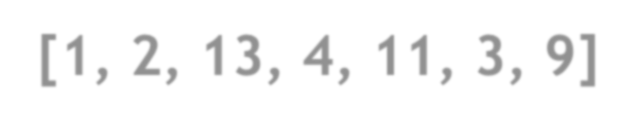 [1, 2, 13, 4, 11, 3, 9]